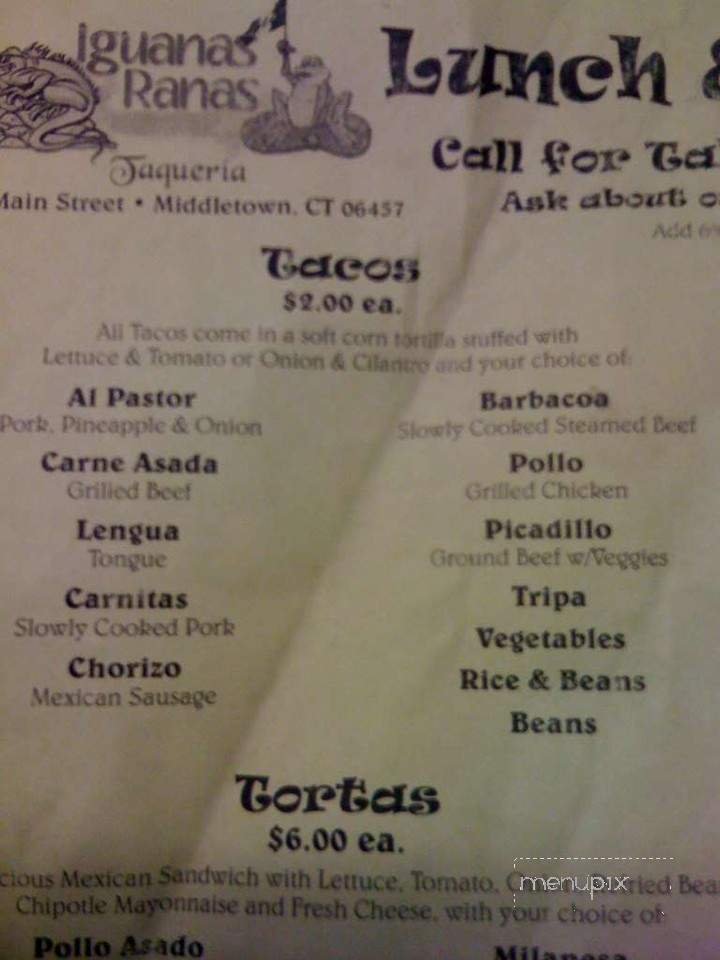 Iguanas
Ranas
Taqueria
Main Street • Middletown, CT 06457
Lunch &
Call for
Ask about
Add 6%
Tacos
$2.00 ea.
All Tacos come in a soft corn tortilla stuffed with
Lettuce & Tomato or Onion & Cilantro and your choice of:
Al Pastor
Pork, Pineapple & Onion
Carne Asada
Grilled Beef
Lengua
Tongue
Carnitas
Slowly Cooked Pork
Chorizo
Mexican Sausage
Barbacoa
Slowly Cooked Steamed Beef
Pollo
Grilled Chicken
Picadillo
Ground Beef w/Veggies
Tripa
Vegetables
Rice & Beans
Beans
Tortas
$6.00 ea.
cious Mexican Sandwich with Lettuce, Tomato,
Chipotle Mayonnaise and Fresh Cheese, with your choice of
menupix
Pollo Asado
Milanesa